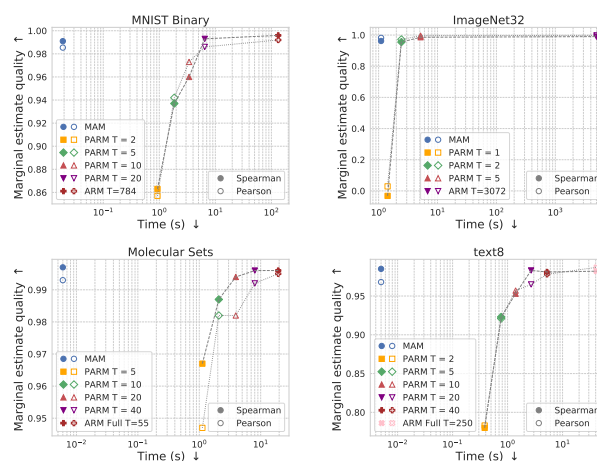 MNIST Binary
Marginal estimate quality ↑
1.00
0.98
0.96
0.94
0.92
0.90
0.88
0.86
MAM
PARM T = 2
PARM T = 5
PARM T = 10
PARM T = 20
ARM T=784
Spearman
Pearson
10⁻¹ 10⁰ 10¹ 10²
Time (s) ↓
ImageNet32
Marginal estimate quality ↑
1.0
0.8
0.6
0.4
0.2
0.0
MAM
PARM T = 1
PARM T = 2
PARM T = 5
ARM T=3072
Spearman
Pearson
10⁰ 10¹ 10² 10³
Time (s) ↓
Molecular Sets
Marginal estimate quality ↑
0.99
0.98
0.97
0.96
0.95
MAM
PARM T = 5
PARM T = 10
PARM T = 20
PARM T = 40
ARM Full T=55
Spearman
Pearson
10⁻² 10⁻¹ 10⁰ 10¹
Time (s) ↓
text8
Marginal estimate quality ↑
0.95
0.90
0.85
0.80
MAM
PARM T = 2
PARM T = 5
PARM T = 10
PARM T = 20
PARM T = 40
ARM Full T=250
Spearman
Pearson
10⁻² 10⁻¹ 10⁰ 10¹
Time (s) ↓